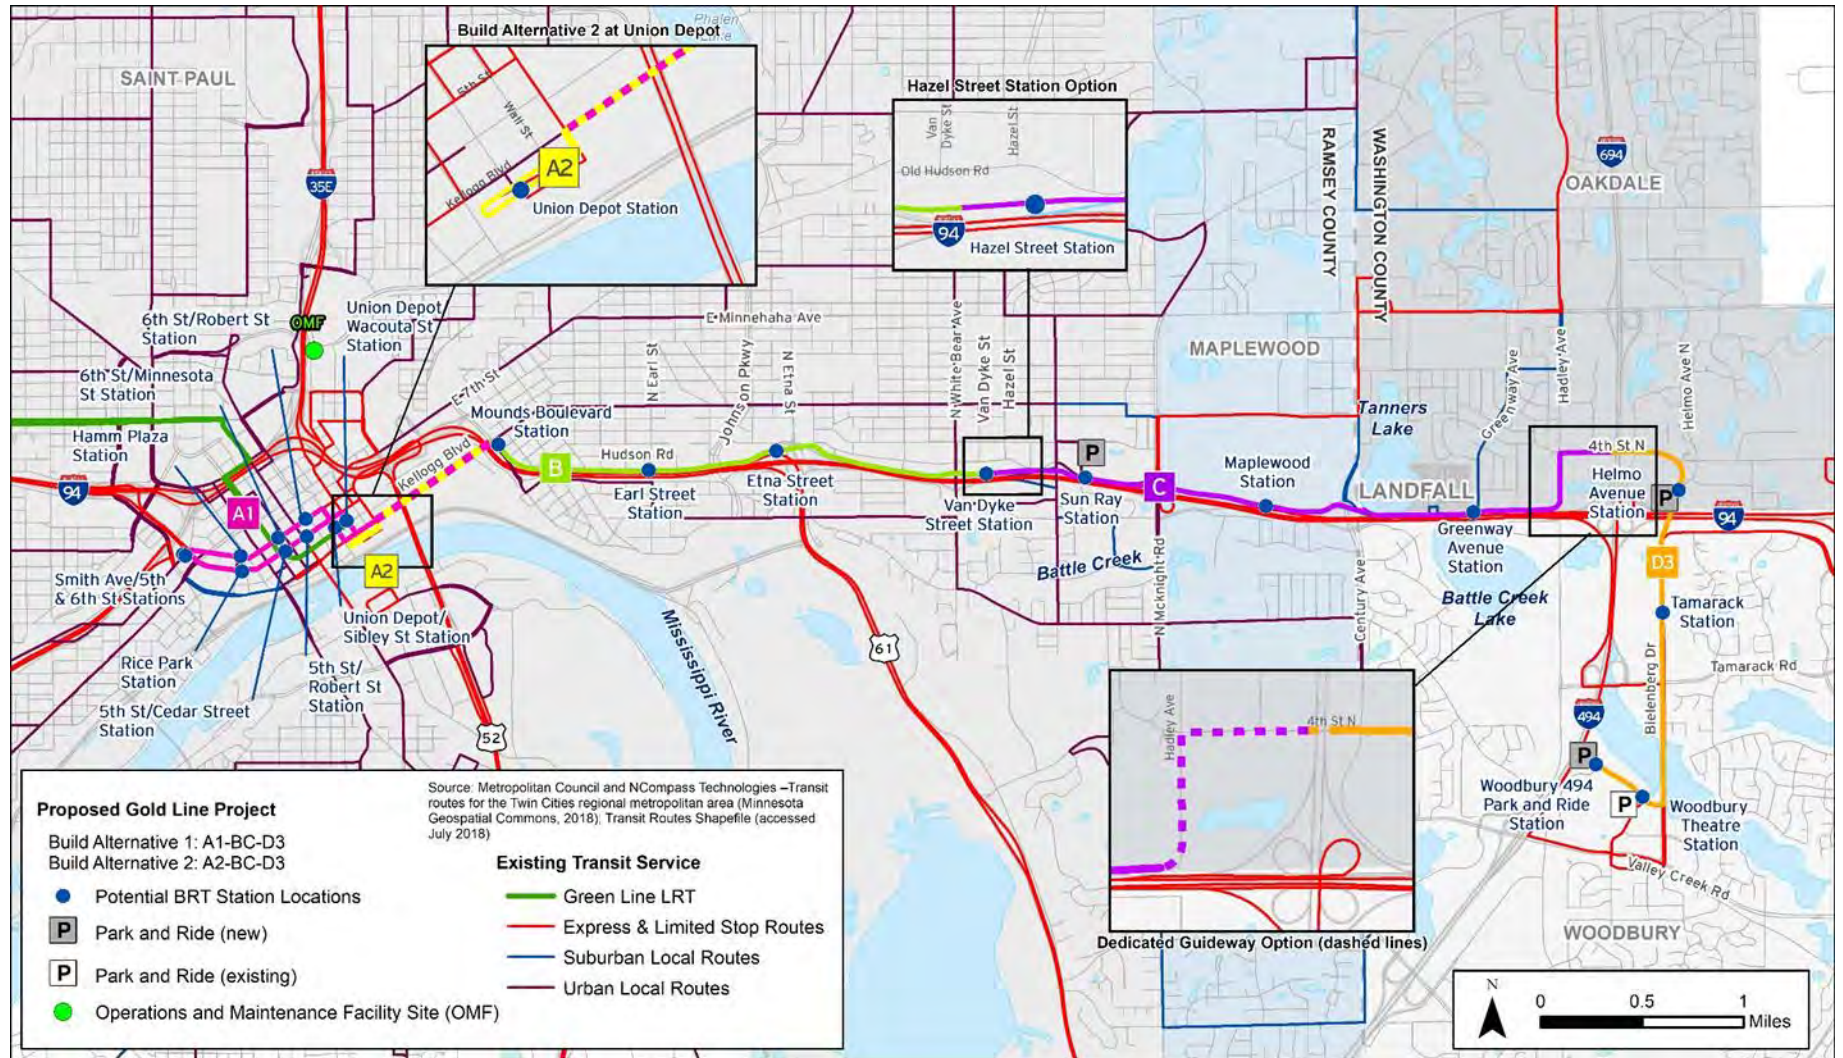 Phalen
Lake
Build Alternative 2 at Union Depot
SAINT PAUL
5th St
Wall St
Kellogg Blvd
A2
Union Depot Station
Hazel Street Station Option
Van
Dyke St
Hazel St
Old Hudson Rd
94
Hazel Street Station
RAMSEY COUNTY
WASHINGTON COUNTY
694
OAKDALE
35E
OMF
6th St/Robert St
Station
Union Depot
Wacouta St
Station
6th St/Minnesota
St Station
Hamm Plaza
Station
94
A1
Smith Ave/5th
& 6th St Stations
Rice Park
Station
5th St/Cedar Street
Station
5th St/
Robert St
Station
Union Depot/
Sibley St Station
A2
E 7th St
Kellogg Blvd
Mounds Boulevard
Station
B
Hudson Rd
E Minnehaha Ave
N Earl St
Johnson Pkwy
N Etna St
Earl Street
Station
Etna Street
Station
N White Bear Ave
Van Dyke St
Hazel St
Van Dyke
Street Station
P
Sun Ray
Station
C
Battle Creek
N Mcknight Rd
MAPLEWOOD
Maplewood
Station
Tanners
Lake
LANDFALL
Century Ave
Greenway Ave
Hadley Ave
Helmo Ave N
4th St N
Helmo
Avenue
Station
P
94
Greenway
Avenue
Station
Battle Creek
Lake
D3
Tamarack
Station
Tamarack Rd
Bielenberg Dr
494
P
Woodbury 494
Park and Ride
Station
P
Woodbury
Theatre
Station
Valley Creek Rd
WOODBURY
Mississippi River
61
52
Hadley Ave
4th St N
Dedicated Guideway Option (dashed lines)
Proposed Gold Line Project
Build Alternative 1: A1-BC-D3
Build Alternative 2: A2-BC-D3
Potential BRT Station Locations
P Park and Ride (new)
P Park and Ride (existing)
Operations and Maintenance Facility Site (OMF)
Source: Metropolitan Council and NCompass Technologies –Transit
routes for the Twin Cities regional metropolitan area (Minnesota
Geospatial Commons, 2018); Transit Routes Shapefile (accessed
July 2018)
Existing Transit Service
Green Line LRT
Express & Limited Stop Routes
Suburban Local Routes
Urban Local Routes
N
0 0.5 1
Miles